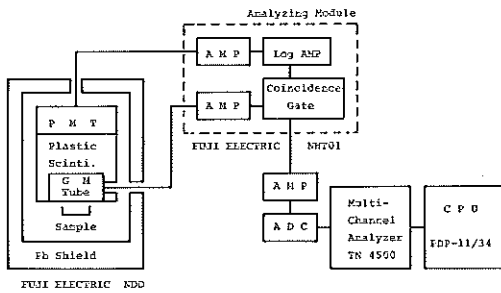 Analyzing Module
A M P
Log AMP
A M P
Coincidence
Gate
FUJI ELECTRIC NHT01
P M T
Plastic
Scinti.
G M
Tube
Sample
Pb Shield
FUJI ELECTRIC NDD
A M P
A D C
Multi-
Channel
Analyzer
TN 4500
C P U
PDP-11/34